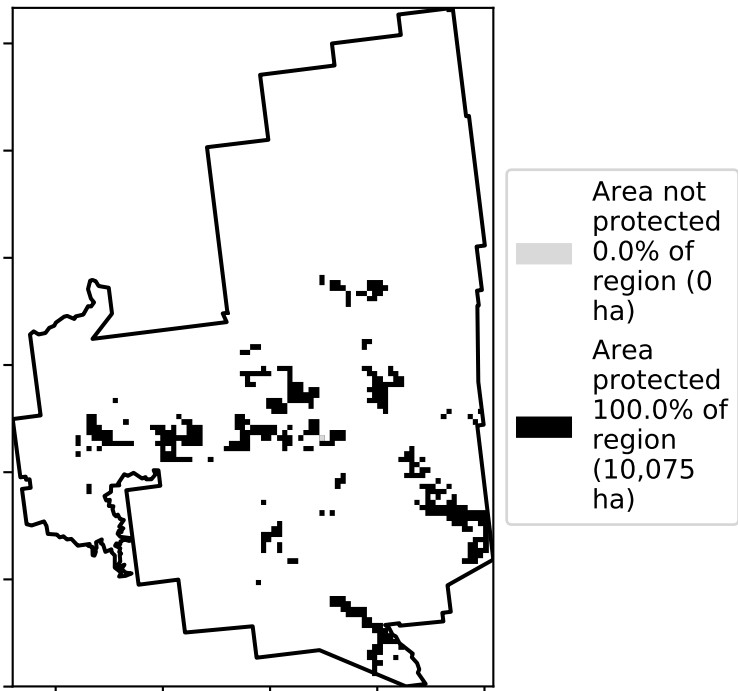 Area not
protected
0.0% of
region (0
ha)
Area
protected
100.0% of
region
(10,075
ha)